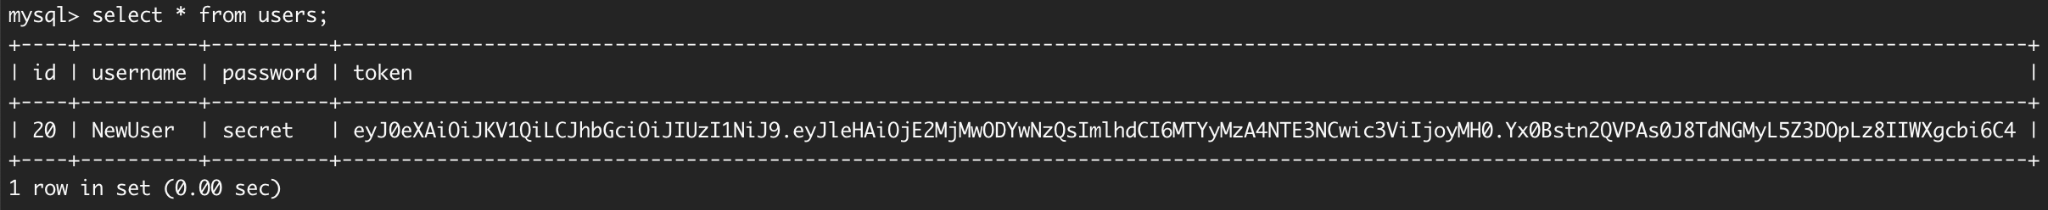 mysql> select * from users;
+----+----------+----------+------------------------------------------------------------------------------------------------------------------------------------------------+
| id | username | password | token                                                                                                                                          |
+----+----------+----------+------------------------------------------------------------------------------------------------------------------------------------------------+
| 20 | NewUser  | secret   | eyJ0eXAiOiJKV1QiLCJhbGciOiJIUzI1NiJ9.eyJleHAiOjE2MjMwODYwNzQsImlhdCI6MTYyMzA4NTE3NCwic3ViIjoyMH0.Yx0Bstn2QVPAs0J8TdNGMyL5Z3DOpLz8IIWXgcbi6C4 |
+----+----------+----------+------------------------------------------------------------------------------------------------------------------------------------------------+
1 row in set (0.00 sec)